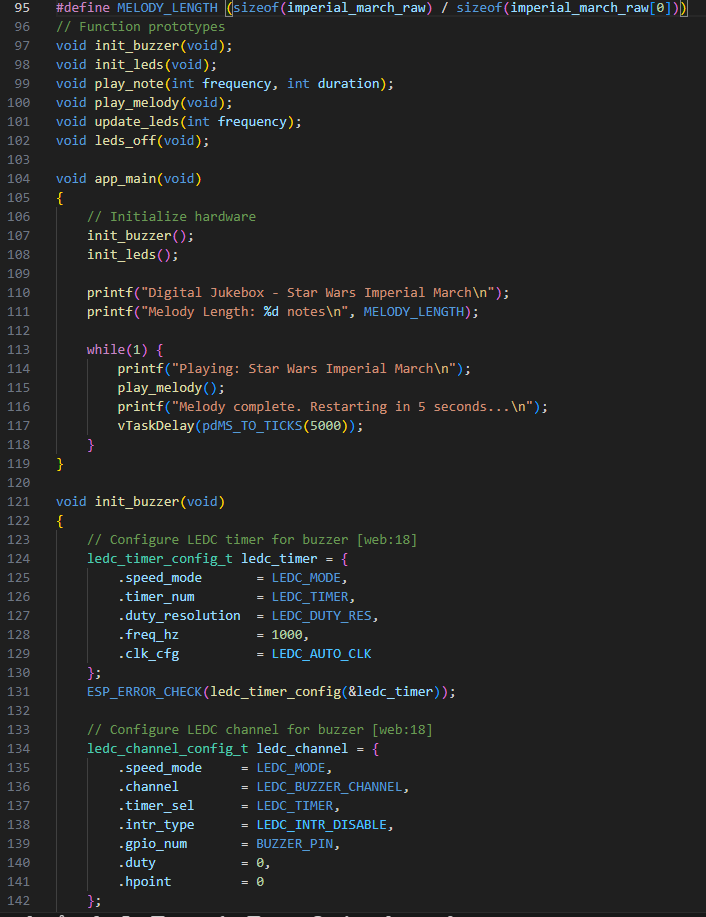 95 #define MELODY_LENGTH (sizeof(imperial_march_raw) / sizeof(imperial_march_raw[0]))
96 // Function prototypes
97 void init_buzzer(void);
98 void init_leds(void);
99 void play_note(int frequency, int duration);
100 void play_melody(void);
101 void update_leds(int frequency);
102 void leds_off(void);
103
104 void app_main(void)
105 {
106     // Initialize hardware
107     init_buzzer();
108     init_leds();
109
110     printf("Digital Jukebox - Star Wars Imperial March\n");
111     printf("Melody Length: %d notes\n", MELODY_LENGTH);
112
113     while(1) {
114         printf("Playing: Star Wars Imperial March\n");
115         play_melody();
116         printf("Melody complete. Restarting in 5 seconds...\n");
117         vTaskDelay(pdMS_TO_TICKS(5000));
118     }
119 }
120
121 void init_buzzer(void)
122 {
123     // Configure LEDC timer for buzzer [web:18]
124     ledc_timer_config_t ledc_timer = {
125         .speed_mode       = LEDC_MODE,
126         .timer_num        = LEDC_TIMER,
127         .duty_resolution  = LEDC_DUTY_RES,
128         .freq_hz          = 1000,
129         .clk_cfg          = LEDC_AUTO_CLK
130     };
131     ESP_ERROR_CHECK(ledc_timer_config(&ledc_timer));
132
133     // Configure LEDC channel for buzzer [web:18]
134     ledc_channel_config_t ledc_channel = {
135         .speed_mode     = LEDC_MODE,
136         .channel        = LEDC_BUZZER_CHANNEL,
137         .timer_sel      = LEDC_TIMER,
138         .intr_type      = LEDC_INTR_DISABLE,
139         .gpio_num       = BUZZER_PIN,
140         .duty           = 0,
141         .hpoint         = 0
142     };